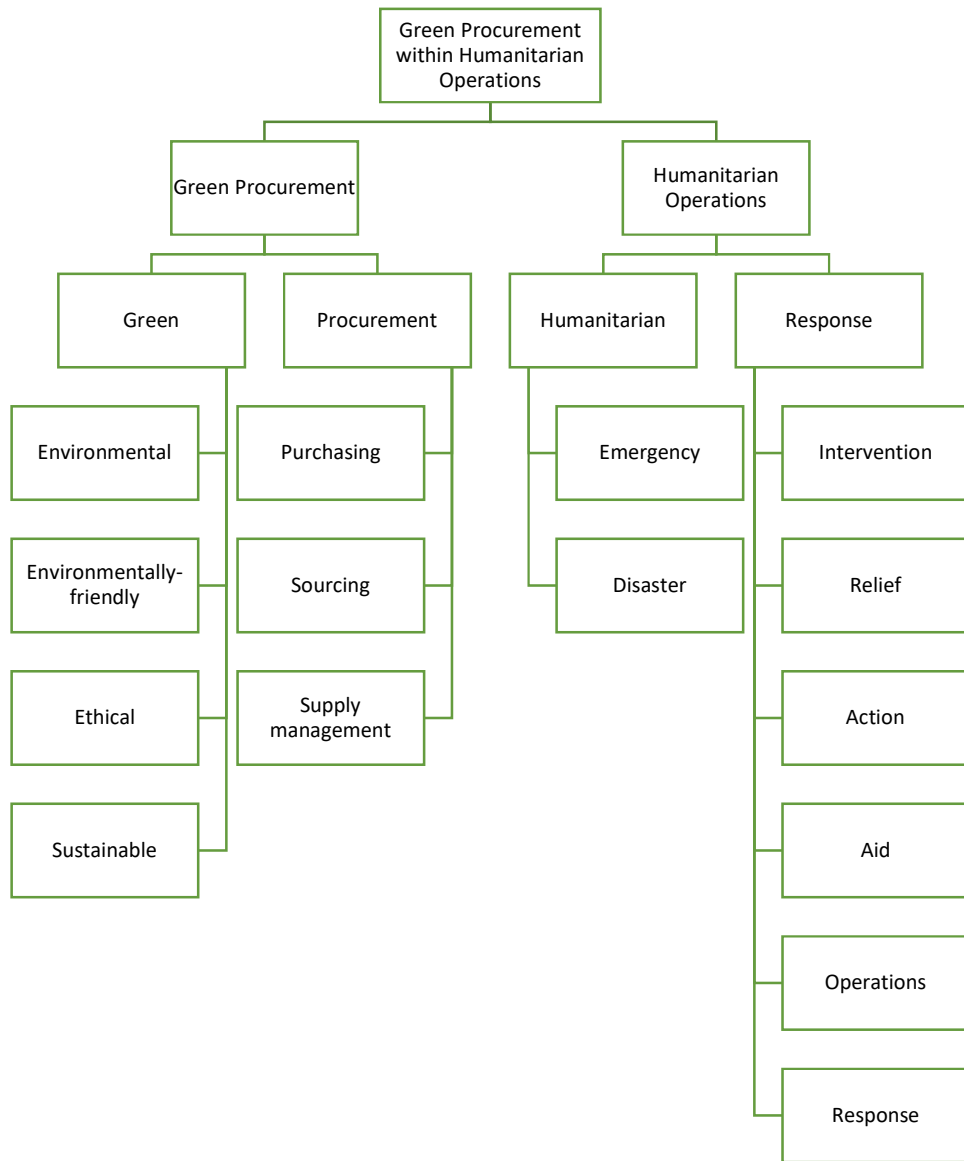 Green Procurement
within Humanitarian
Operations
Green Procurement
Humanitarian
Operations
Green
Procurement
Humanitarian
Response
Environmental
Purchasing
Emergency
Intervention
Environmentally-
friendly
Sourcing
Disaster
Relief
Ethical
Supply
management
Action
Sustainable
Aid
Operations
Response